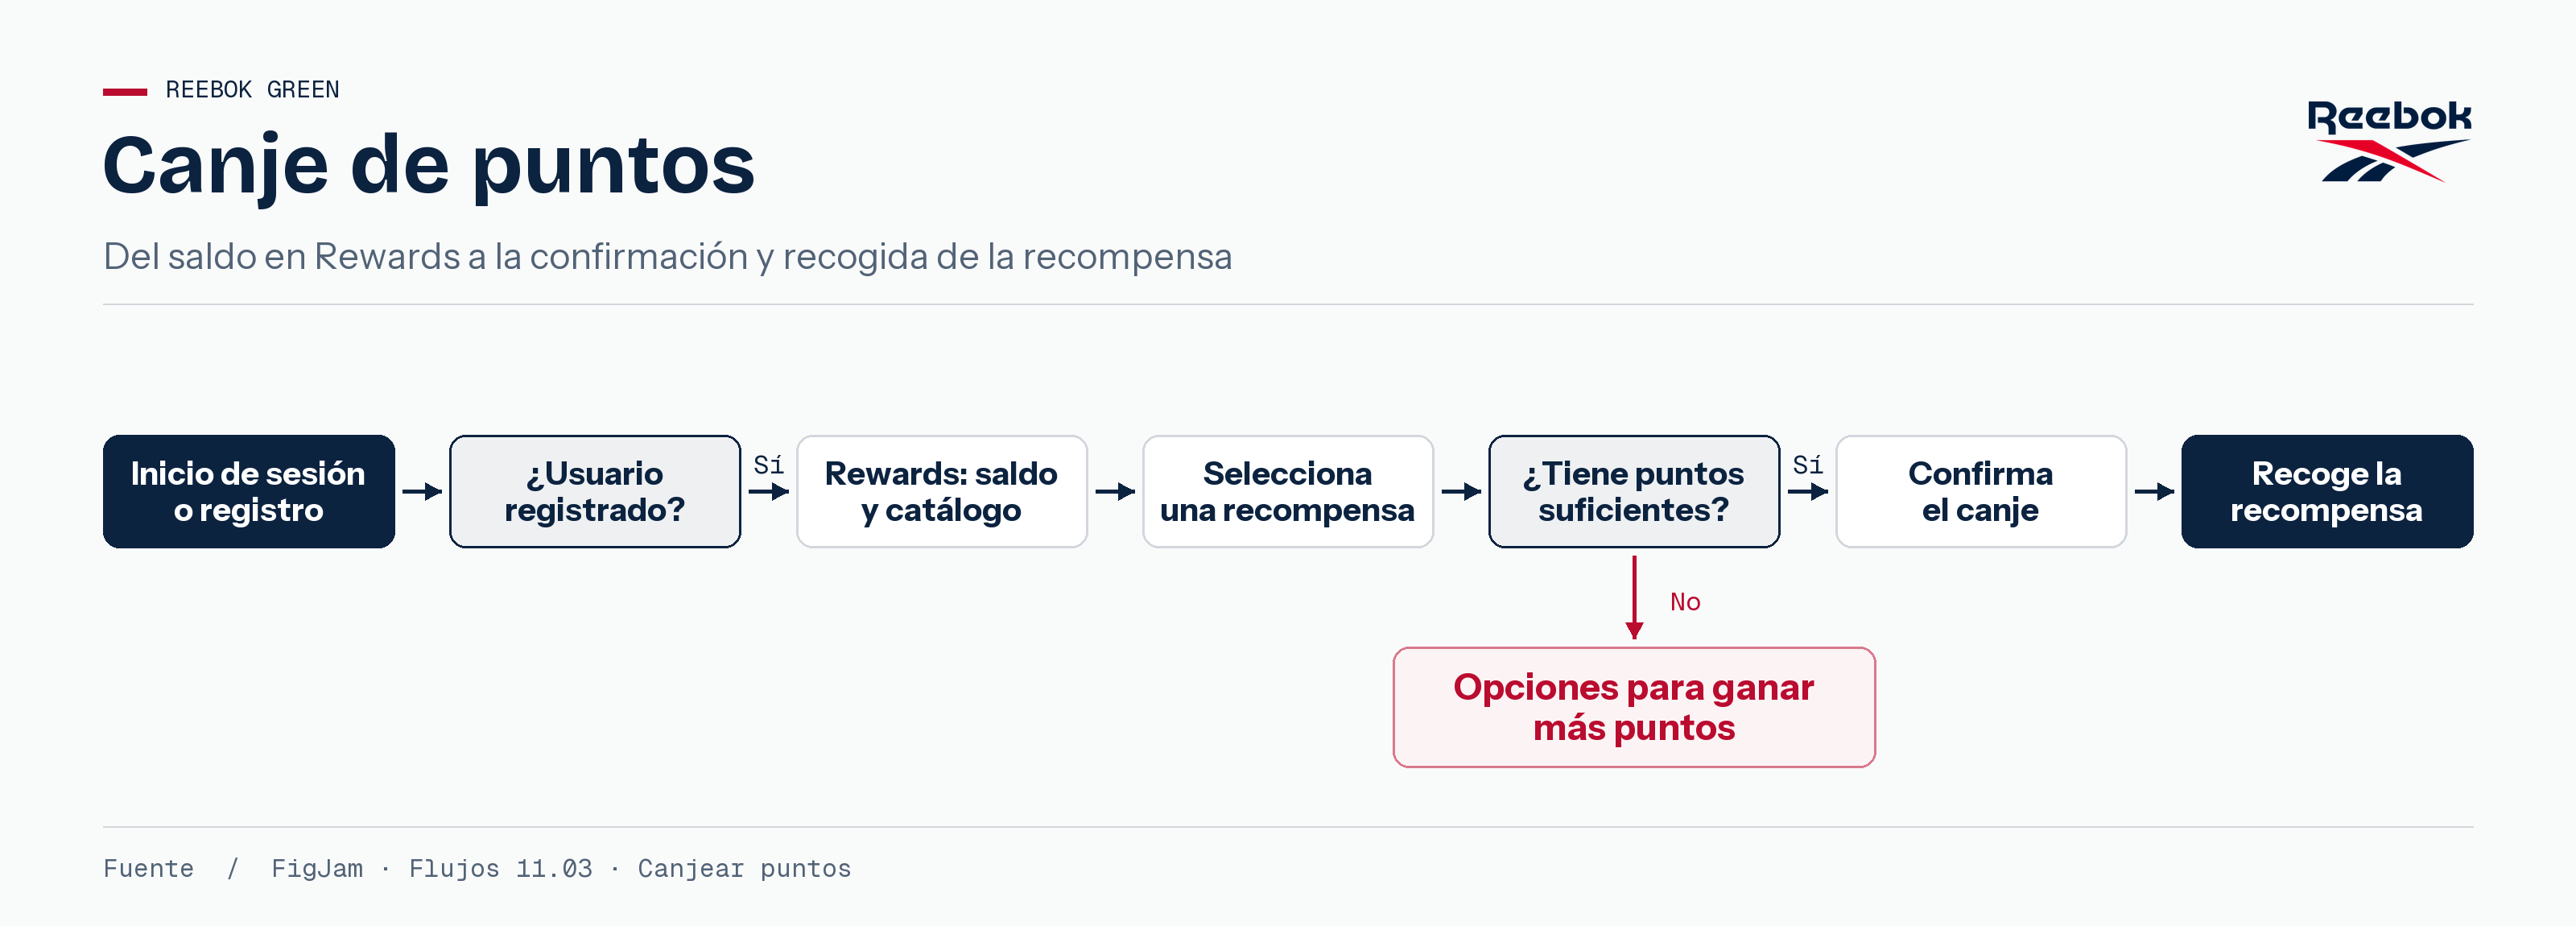 REEBOK GREEN
Canje de puntos
Reebok
Del saldo en Rewards a la confirmación y recogida de la recompensa
Inicio de sesión
o registro
¿Usuario
registrado?
Sí
Rewards: saldo
y catálogo
Selecciona
una recompensa
¿Tiene puntos
suficientes?
Sí
Confirma
el canje
Recoge la
recompensa
No
Opciones para ganar
más puntos
Fuente / FigJam · Flujos 11.03 · Canjear puntos